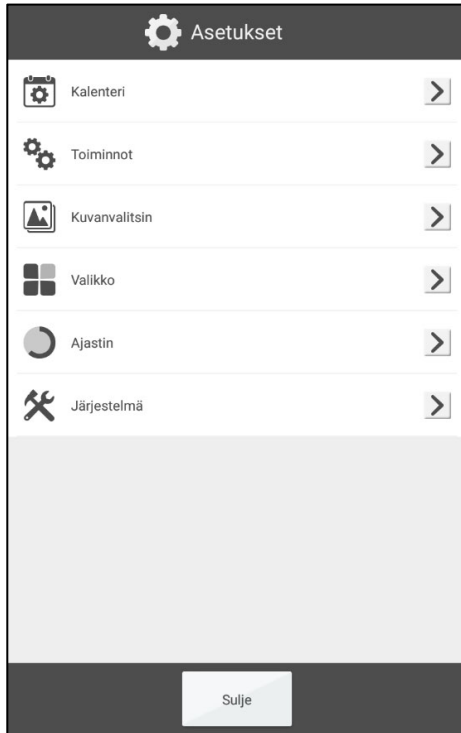 Asetukset
Kalenteri
Toiminnot
Kuvanvalitsin
Valikko
Ajastin
Järjestelmä
Sulje